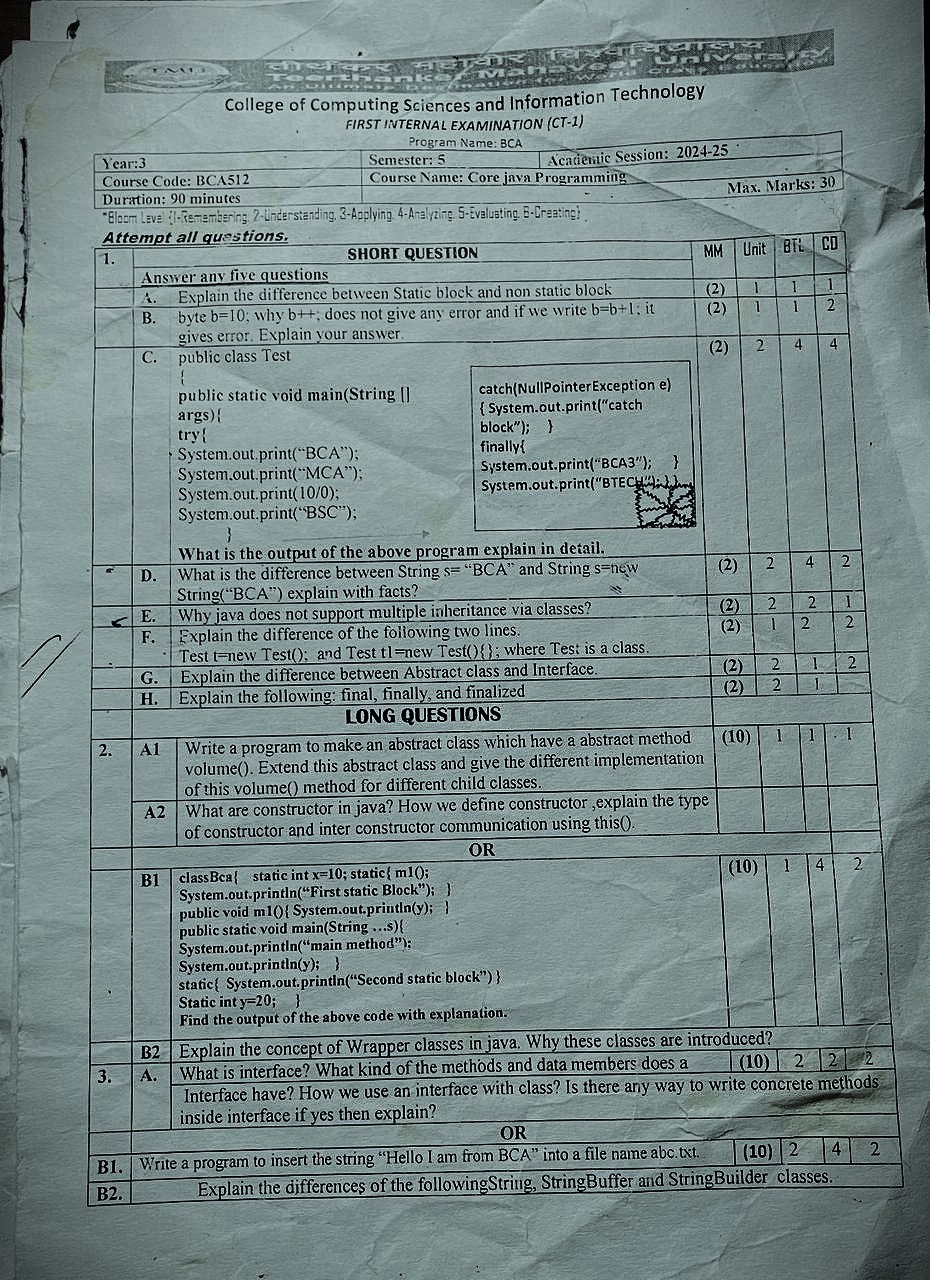 TMU
तीर्थंकर महावीर विश्वविद्यालय
Teerthanker Mahaveer University
College of Computing Sciences and Information Technology
FIRST INTERNAL EXAMINATION (CT-1)
Program Name: BCA
Year:3 Semester: 5 Academic Session: 2024-25
Course Code: BCA512 Course Name: Core java Programming
Duration: 90 minutes Max. Marks: 30
*Bloom Level {1-Remembering, 2-Understanding, 3-Applying, 4-Analyzing, 5-Evaluating, 6-Creating}
Attempt all questions.
1. SHORT QUESTION MM Unit BTL CO
Answer any five questions
A. Explain the difference between Static block and non static block (2) 1 1 1
B. byte b=10; why b++; does not give any error and if we write b=b+1; it (2) 1 1 2
gives error. Explain your answer.
C. public class Test (2) 2 4 4
{
public static void main(String []
args){
try{
System.out.print("BCA");
System.out.print("MCA");
System.out.print(10/0);
System.out.print("BSC");
}
catch(NullPointerException e)
{ System.out.print("catch
block"); }
finally{
System.out.print("BCA3"); }
System.out.print("BTECH"); } }
What is the output of the above program explain in detail.
D. What is the difference between String s= "BCA" and String s=new (2) 2 4 2
String("BCA") explain with facts?
E. Why java does not support multiple inheritance via classes? (2) 2 2 1
F. Explain the difference of the following two lines. (2) 1 2 2
Test t=new Test(); and Test t1=new Test(){}; where Test is a class.
G. Explain the difference between Abstract class and Interface. (2) 2 1 2
H. Explain the following: final, finally, and finalized (2) 2 1
LONG QUESTIONS
2. A1 Write a program to make an abstract class which have a abstract method (10) 1 1 1
volume(). Extend this abstract class and give the different implementation
of this volume() method for different child classes.
A2 What are constructor in java? How we define constructor ,explain the type
of constructor and inter constructor communication using this().
OR
B1 classBca{ static int x=10; static{ m1(); (10) 1 4 2
System.out.println("First static Block"); }
public void m1(){ System.out.println(y); }
public static void main(String ...s){
System.out.println("main method");
System.out.println(y); }
static{ System.out.println("Second static block") }
Static int y=20; }
Find the output of the above code with explanation.
B2 Explain the concept of Wrapper classes in java. Why these classes are introduced?
3. A. What is interface? What kind of the methods and data members does a (10) 2 2 2
Interface have? How we use an interface with class? Is there any way to write concrete methods
inside interface if yes then explain?
OR
B1. Write a program to insert the string "Hello I am from BCA" into a file name abc.txt. (10) 2 4 2
B2. Explain the differences of the followingString, StringBuffer and StringBuilder classes.